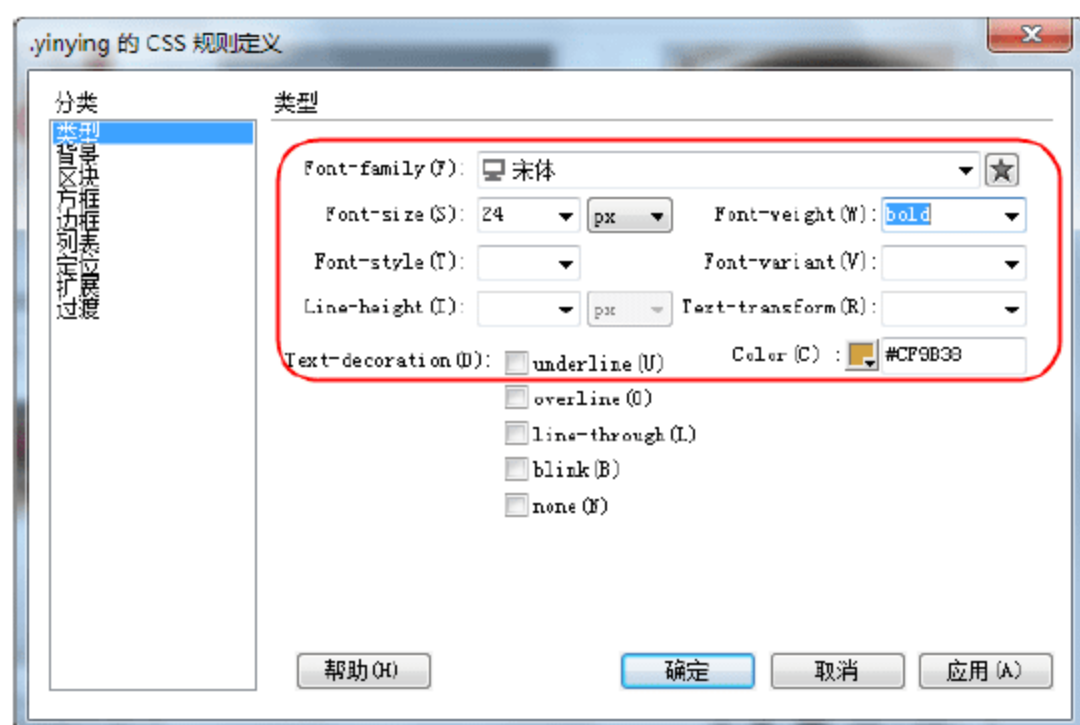 .yinying 的 CSS 规则定义
分类
类型
背景
区块
方框
边框
列表
定位
扩展
过渡
类型
Font-family(F): 宋体
Font-size(S): 24 px Font-weight(W): bold
Font-style(T): Font-variant(V):
Line-height(I): px Text-transform(R):
Text-decoration(D): underline(U) Color(C) : #CF9B38
overline(O)
line-through(L)
blink(B)
none(N)
帮助(H) 确定 取消 应用(A)